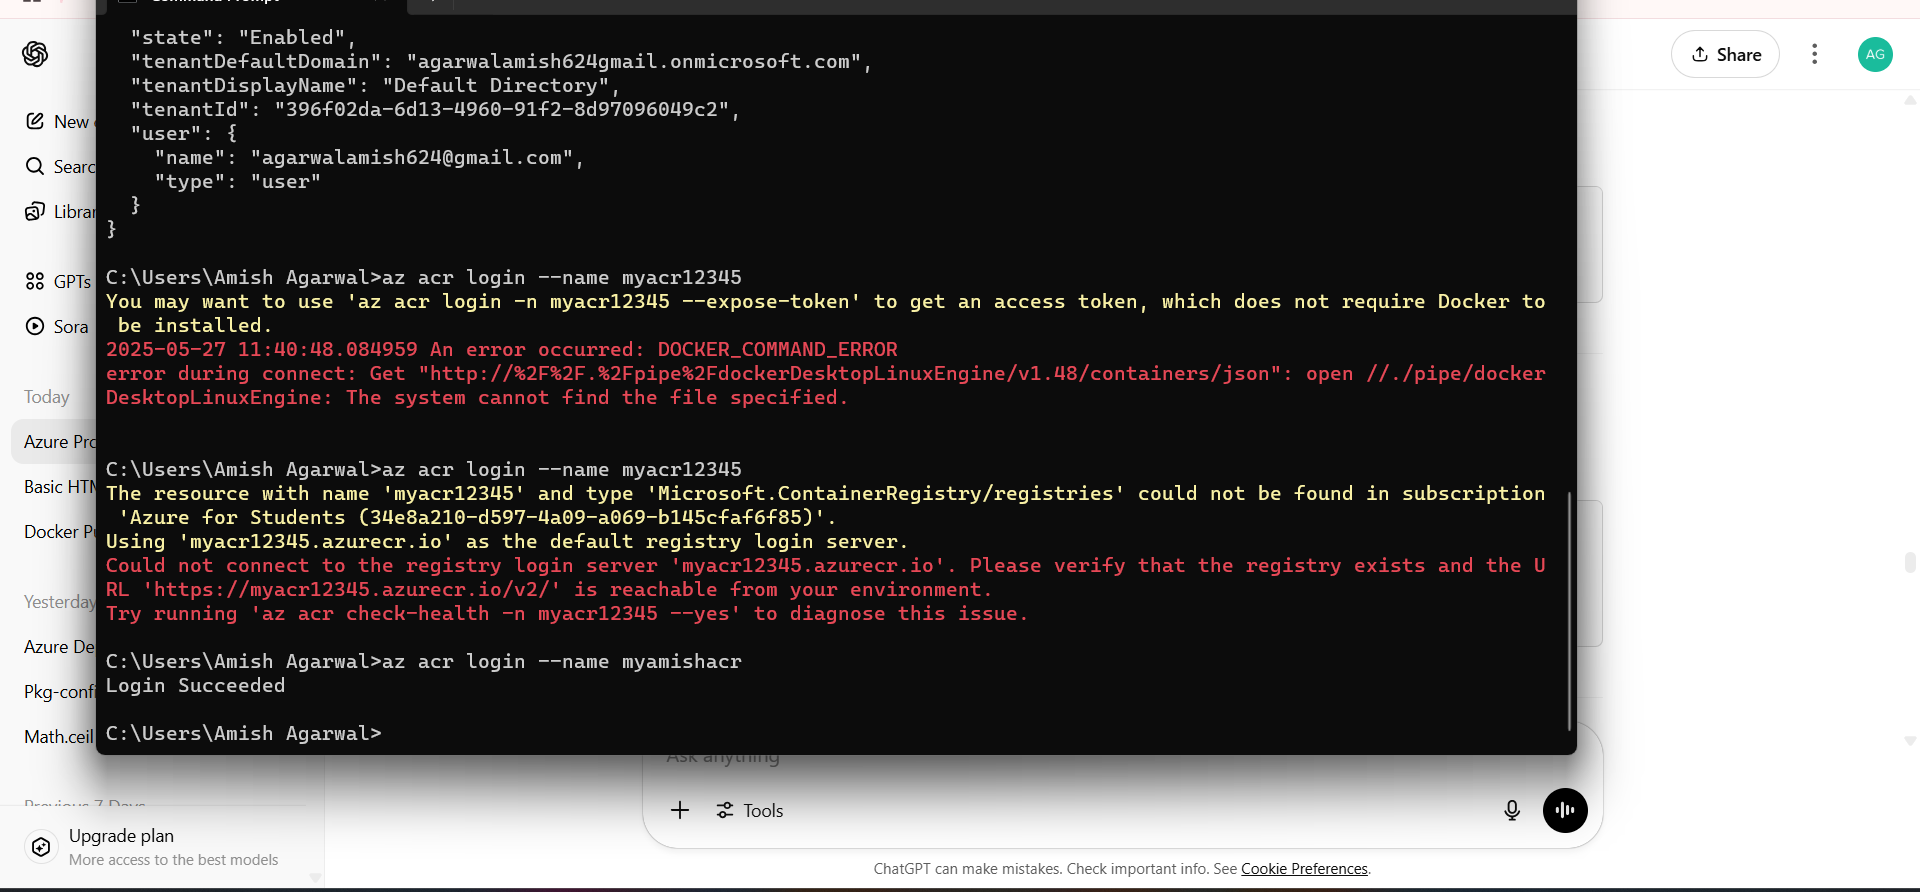 "state": "Enabled",
"tenantDefaultDomain": "agarwalamish624gmail.onmicrosoft.com",
"tenantDisplayName": "Default Directory",
"tenantId": "396f02da-6d13-4960-91f2-8d97096049c2",
"user": {
"name": "agarwalamish624@gmail.com",
"type": "user"
}
}
C:\Users\Amish Agarwal>az acr login --name myacr12345
You may want to use 'az acr login -n myacr12345 --expose-token' to get an access token, which does not require Docker to
be installed.
2025-05-27 11:40:48.084959 An error occurred: DOCKER_COMMAND_ERROR
error during connect: Get "http://%2F%2F.%2Fpipe%2FdockerDesktopLinuxEngine/v1.48/containers/json": open //./pipe/docker
DesktopLinuxEngine: The system cannot find the file specified.
C:\Users\Amish Agarwal>az acr login --name myacr12345
The resource with name 'myacr12345' and type 'Microsoft.ContainerRegistry/registries' could not be found in subscription
'Azure for Students (34e8a210-d597-4a09-a069-b145cfaf6f85)'.
Using 'myacr12345.azurecr.io' as the default registry login server.
Could not connect to the registry login server 'myacr12345.azurecr.io'. Please verify that the registry exists and the U
RL 'https://myacr12345.azurecr.io/v2/' is reachable from your environment.
Try running 'az acr check-health -n myacr12345 --yes' to diagnose this issue.
C:\Users\Amish Agarwal>az acr login --name myamishacr
Login Succeeded
C:\Users\Amish Agarwal>
New
Searc
Librar
GPTs
Sora
Today
Azure Pro
Basic HTM
Docker P
Yesterday
Azure De
Pkg-confi
Math.ceil
Previous 7 Days
Upgrade plan
More access to the best models
Share
AG
Ask anything
Tools
ChatGPT can make mistakes. Check important info. See Cookie Preferences.